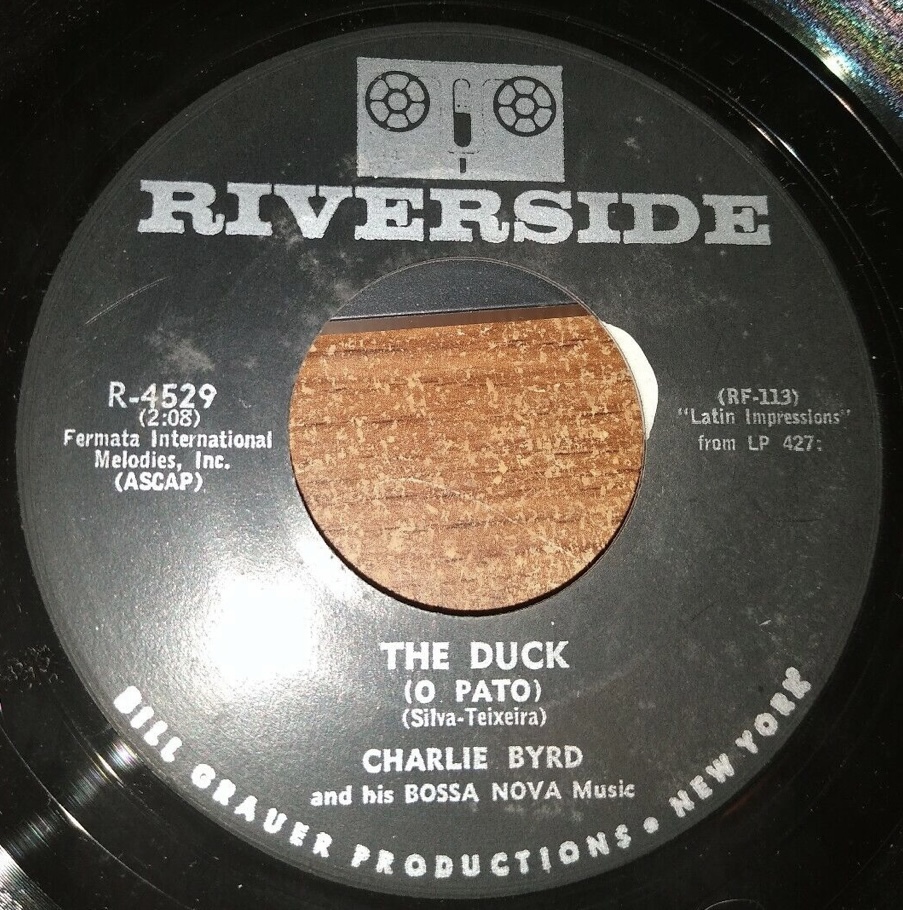 RIVERSIDE
R-4529
(2:08)
Fermata International
Melodies, Inc.
(ASCAP)
(RF-113)
"Latin Impressions"
from LP 427:
THE DUCK
(O PATO)
(Silva-Teixeira)
CHARLIE BYRD
and his BOSSA NOVA Music
BILL GRAUER PRODUCTIONS • NEW YORK